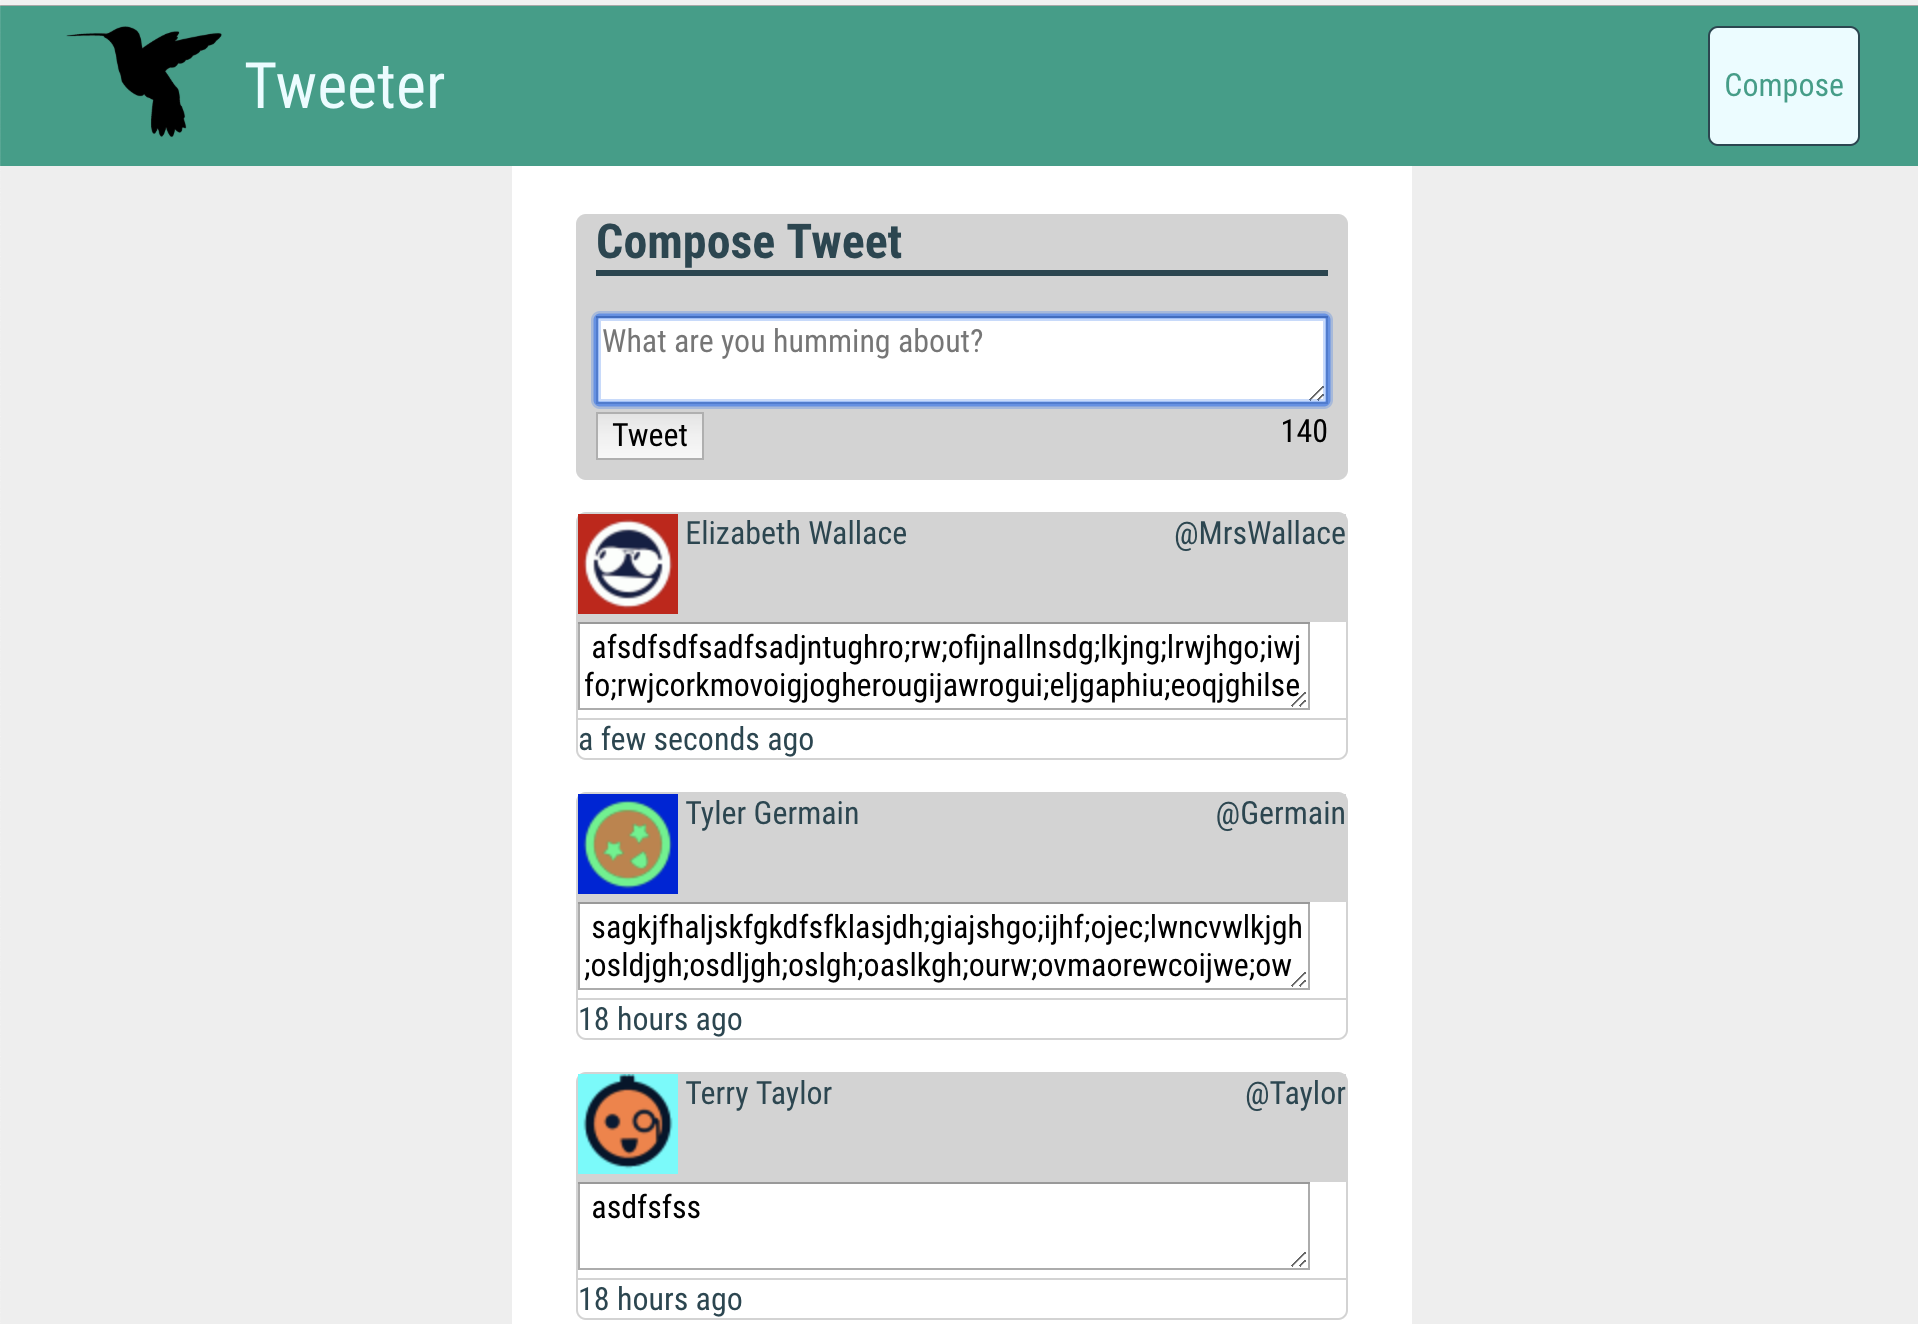 Tweeter
Compose
Compose Tweet
What are you humming about?
Tweet
140
Elizabeth Wallace
@MrsWallace
afsdfsdfsadfsadjntughro;rw;ofijnallnsdg;lkjng;lrwjhgo;iwj
fo;rwjcorkmovoigjogherougijawrogui;eljgaphiu;eoqjghilse
a few seconds ago
Tyler Germain
@Germain
sagkjfhaljskfgkdfsfklasjdh;giajshgo;ijhf;ojec;lwncvwlkjgh
;osldjgh;osdljgh;oslgh;oaslkgh;ourw;ovmaorewcoijwe;ow
18 hours ago
Terry Taylor
@Taylor
asdfsfss
18 hours ago